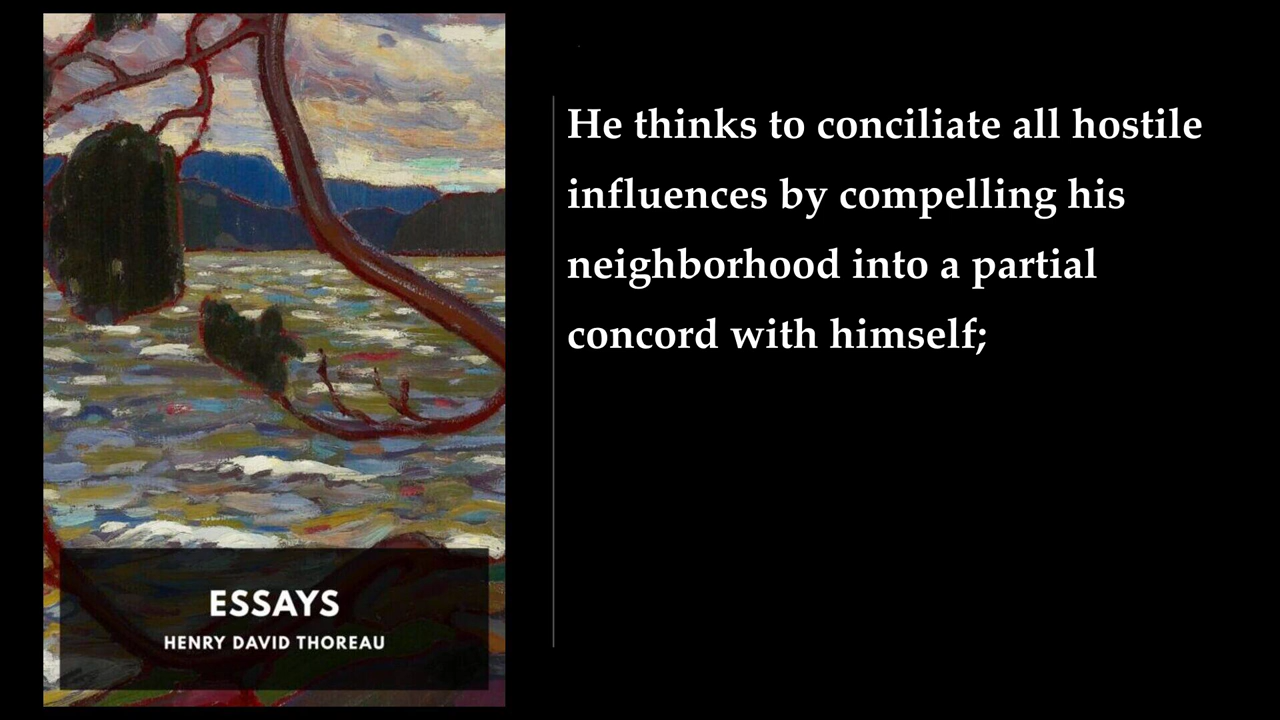 He thinks to conciliate all hostile
influences by compelling his
neighborhood into a partial
concord with himself;
ESSAYS
HENRY DAVID THOREAU